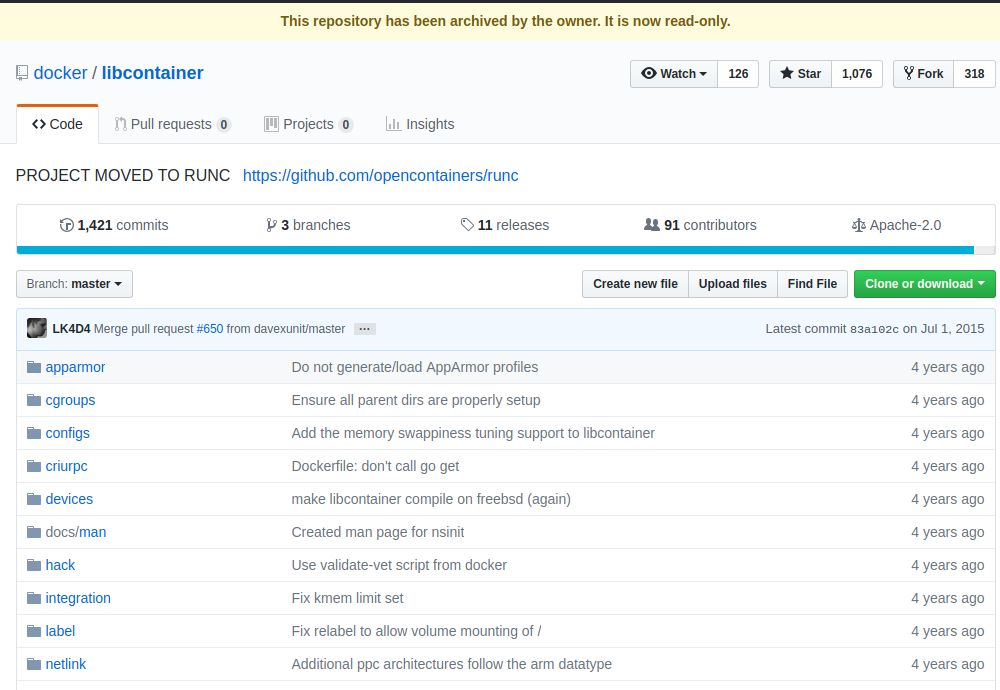 This repository has been archived by the owner. It is now read-only.
docker / libcontainer
Watch 126 Star 1,076 Fork 318
Code Pull requests 0 Projects 0 Insights
PROJECT MOVED TO RUNC https://github.com/opencontainers/runc
1,421 commits 3 branches 11 releases 91 contributors Apache-2.0
Branch: master Create new file Upload files Find File Clone or download
LK4D4 Merge pull request #650 from davexunit/master … Latest commit 83a102c on Jul 1, 2015
apparmor Do not generate/load AppArmor profiles 4 years ago
cgroups Ensure all parent dirs are properly setup 4 years ago
configs Add the memory swappiness tuning support to libcontainer 4 years ago
criurpc Dockerfile: don't call go get 4 years ago
devices make libcontainer compile on freebsd (again) 4 years ago
docs/man Created man page for nsinit 4 years ago
hack Use validate-vet script from docker 4 years ago
integration Fix kmem limit set 4 years ago
label Fix relabel to allow volume mounting of / 4 years ago
netlink Additional ppc architectures follow the arm datatype 4 years ago